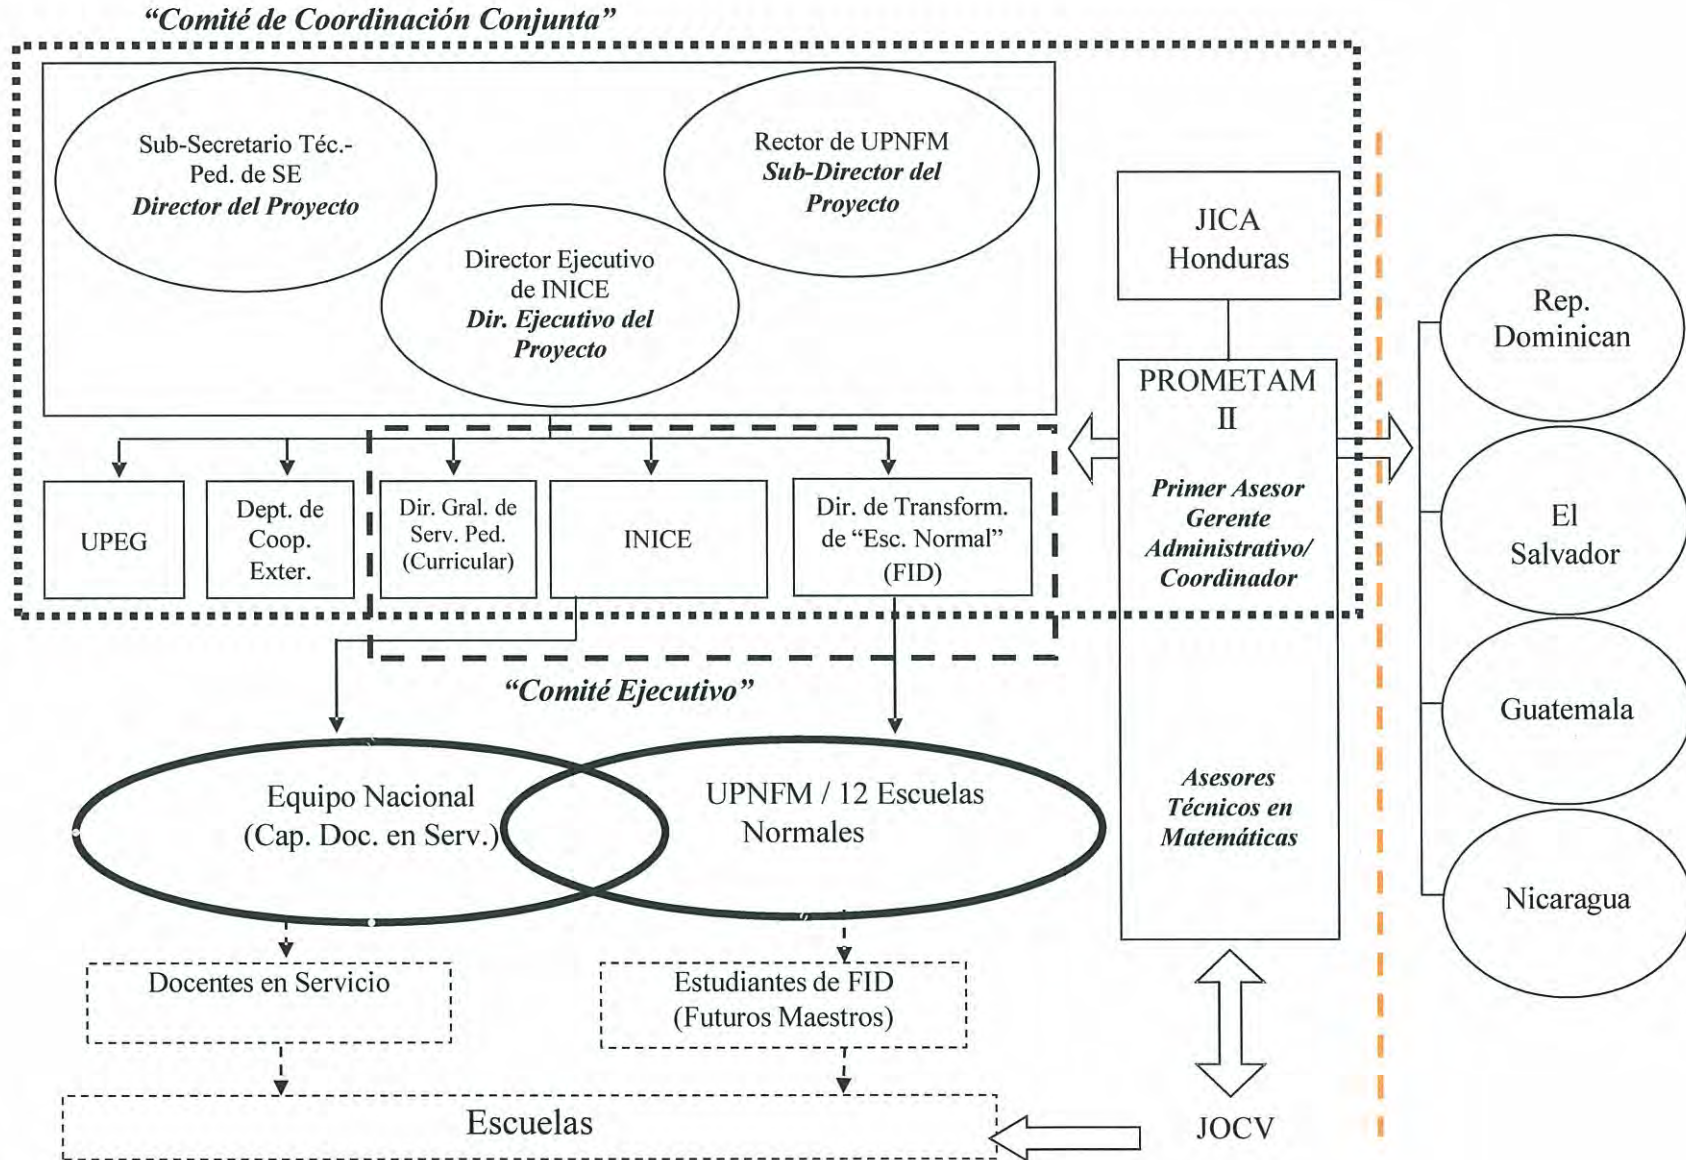 “Comité de Coordinación Conjunta”
Sub-Secretario Téc.-
Ped. de SE
Director del Proyecto
Rector de UPNFM
Sub-Director del
Proyecto
Director Ejecutivo
de INICE
Dir. Ejecutivo del
Proyecto
JICA
Honduras
PROMETAM
II
Primer Asesor
Gerente
Administrativo/
Coordinador
Asesores
Técnicos en
Matemáticas
Rep.
Dominican
El
Salvador
Guatemala
Nicaragua
UPEG
Dept. de
Coop.
Exter.
Dir. Gral. de
Serv. Ped.
(Curricular)
INICE
Dir. de Transform.
de “Esc. Normal”
(FID)
“Comité Ejecutivo”
Equipo Nacional
(Cap. Doc. en Serv.)
UPNFM / 12 Escuelas
Normales
Docentes en Servicio
Estudiantes de FID
(Futuros Maestros)
Escuelas
JOCV